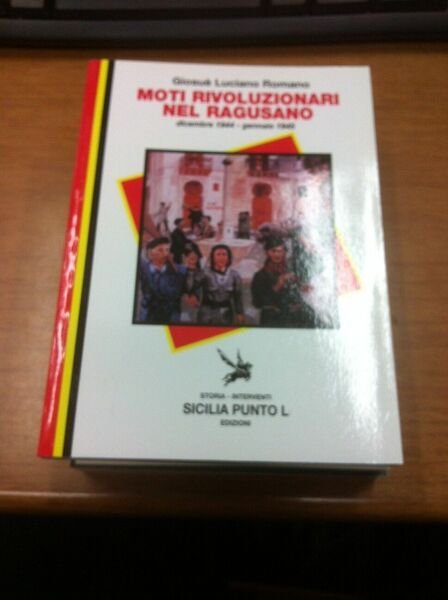 Giosuè Luciano Romano
MOTI RIVOLUZIONARI
NEL RAGUSANO
dicembre 1944 - gennaio 1945
STORIA - INTERVENTI
SICILIA PUNTO L
EDIZIONI